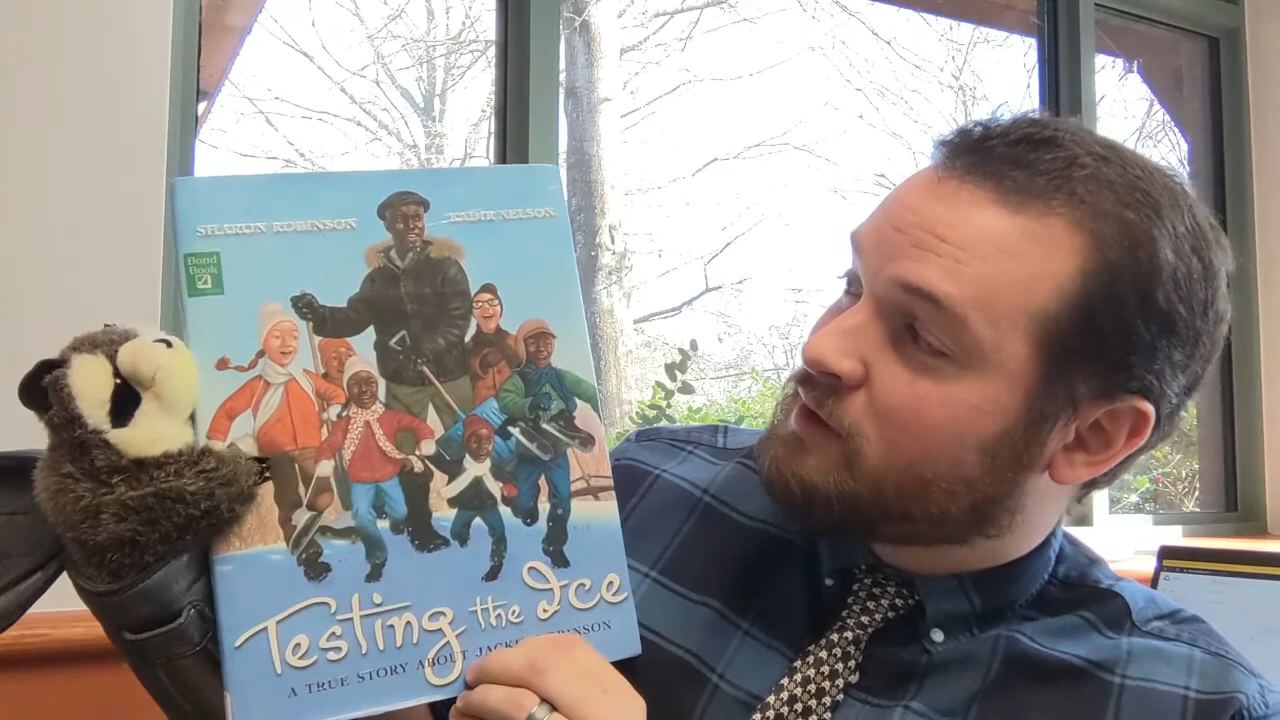 SHARON ROBINSON
KADIR NELSON
Bond
Book
Testing the Ice
A TRUE STORY ABOUT JACKIE ROBINSON